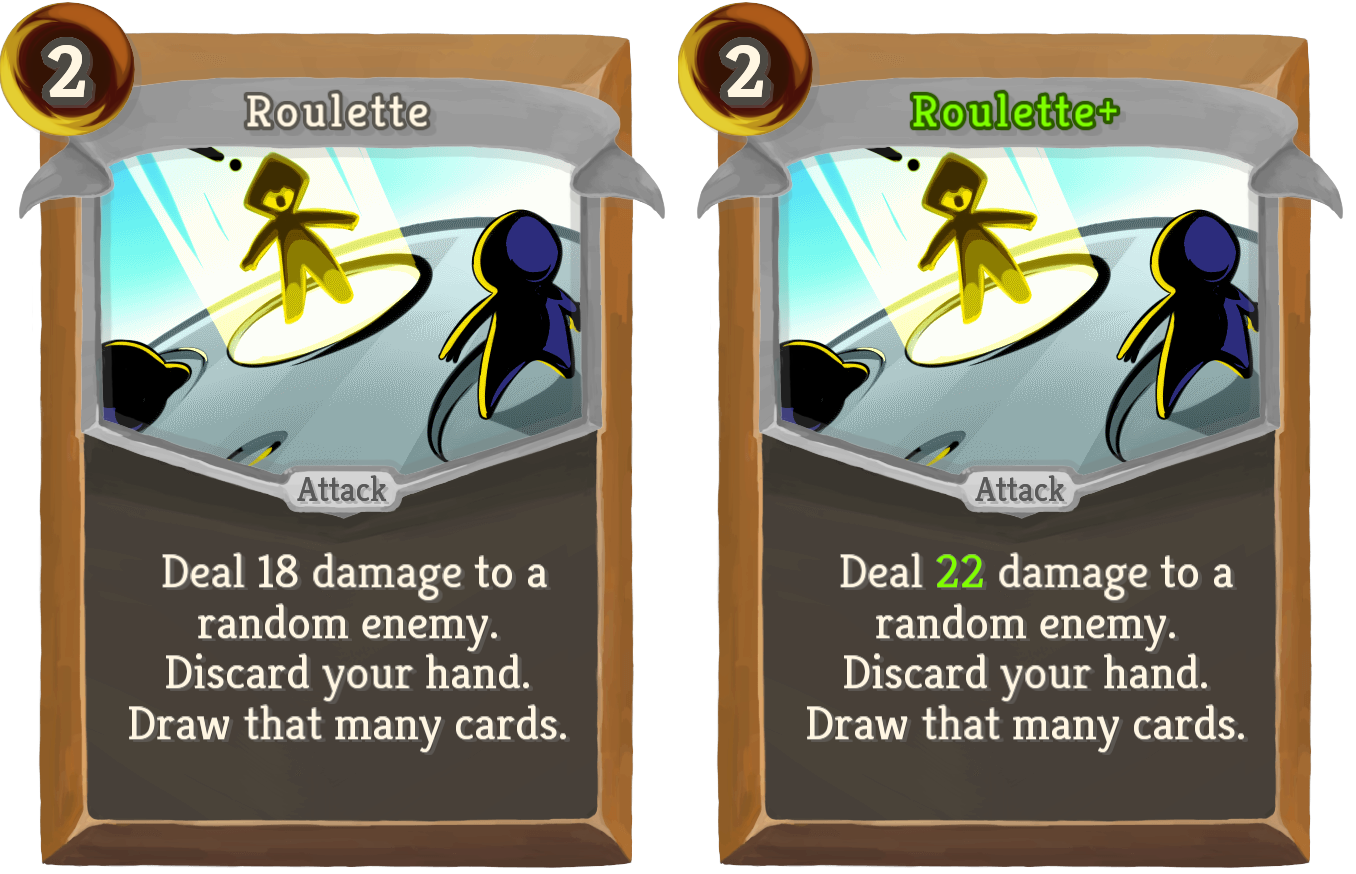 2
Roulette
Attack
Deal 18 damage to a
random enemy.
Discard your hand.
Draw that many cards.
2
Roulette+
Attack
Deal 22 damage to a
random enemy.
Discard your hand.
Draw that many cards.